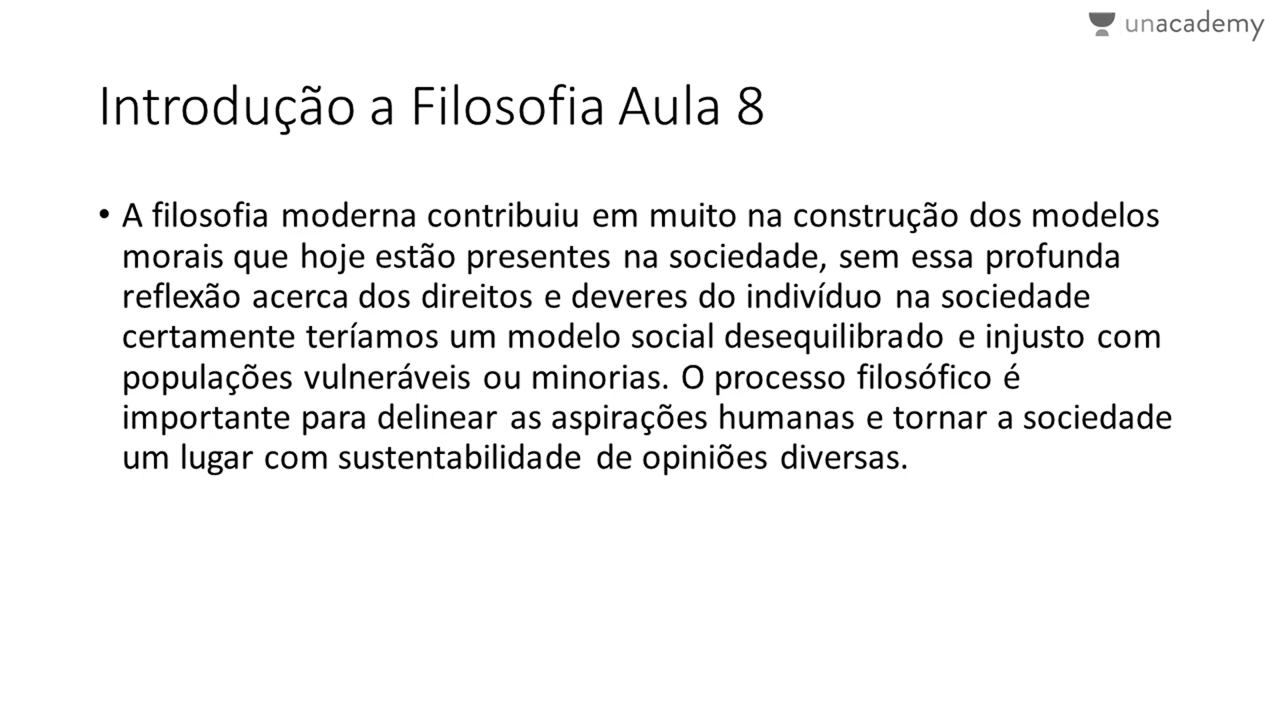 unacademy
Introdução a Filosofia Aula 8
• A filosofia moderna contribuiu em muito na construção dos modelos
morais que hoje estão presentes na sociedade, sem essa profunda
reflexão acerca dos direitos e deveres do indivíduo na sociedade
certamente teríamos um modelo social desequilibrado e injusto com
populações vulneráveis ou minorias. O processo filosófico é
importante para delinear as aspirações humanas e tornar a sociedade
um lugar com sustentabilidade de opiniões diversas.